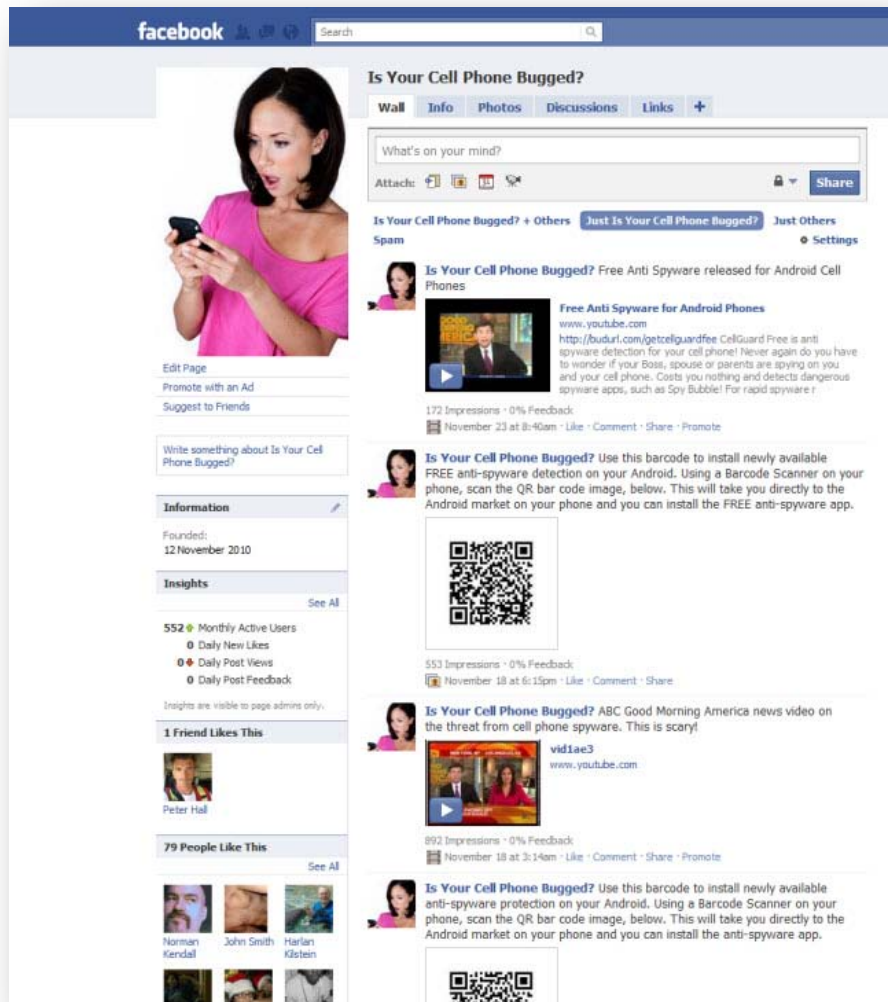 facebook
Search
Is Your Cell Phone Bugged?
Wall Info Photos Discussions Links +
What's on your mind?
Attach: 31
Share
Is Your Cell Phone Bugged? + Others Just Is Your Cell Phone Bugged? Just Others
Spam
Settings
Is Your Cell Phone Bugged? Free Anti Spyware released for Android Cell
Phones
Free Anti Spyware for Android Phones
www.youtube.com
http://budurl.com/getcellguardfee CellGuard Free is anti
spyware detection for your cell phone! Never again do you have
to wonder if your Boss, spouse or parents are spying on you
and your cell phone. Costs you nothing and detects dangerous
spyware apps, such as Spy Bubble! For rapid spyware r
172 Impressions · 0% Feedback
November 23 at 8:40am · Like · Comment · Share · Promote
Is Your Cell Phone Bugged? Use this barcode to install newly available
FREE anti-spyware detection on your Android. Using a Barcode Scanner on your
phone, scan the QR bar code image, below. This will take you directly to the
Android market on your phone and you can install the FREE anti-spyware app.
553 Impressions · 0% Feedback
November 18 at 6:15pm · Like · Comment · Share
Is Your Cell Phone Bugged? ABC Good Morning America news video on
the threat from cell phone spyware. This is scary!
vid1ae3
www.youtube.com
892 Impressions · 0% Feedback
November 18 at 3:14am · Like · Comment · Share · Promote
Is Your Cell Phone Bugged? Use this barcode to install newly available
anti-spyware protection on your Android. Using a Barcode Scanner on your
phone, scan the QR bar code image, below. This will take you directly to the
Android market on your phone and you can install the anti-spyware app.
Edit Page
Promote with an Ad
Suggest to Friends
Write something about Is Your Cell
Phone Bugged?
Information
Founded:
12 November 2010
Insights
See All
552 Monthly Active Users
0 Daily New Likes
0 Daily Post Views
0 Daily Post Feedback
Insights are visible to page admins only.
1 Friend Likes This
Peter Hall
79 People Like This
See All
Norman
Kendall
John Smith
Harlan
Kilstein